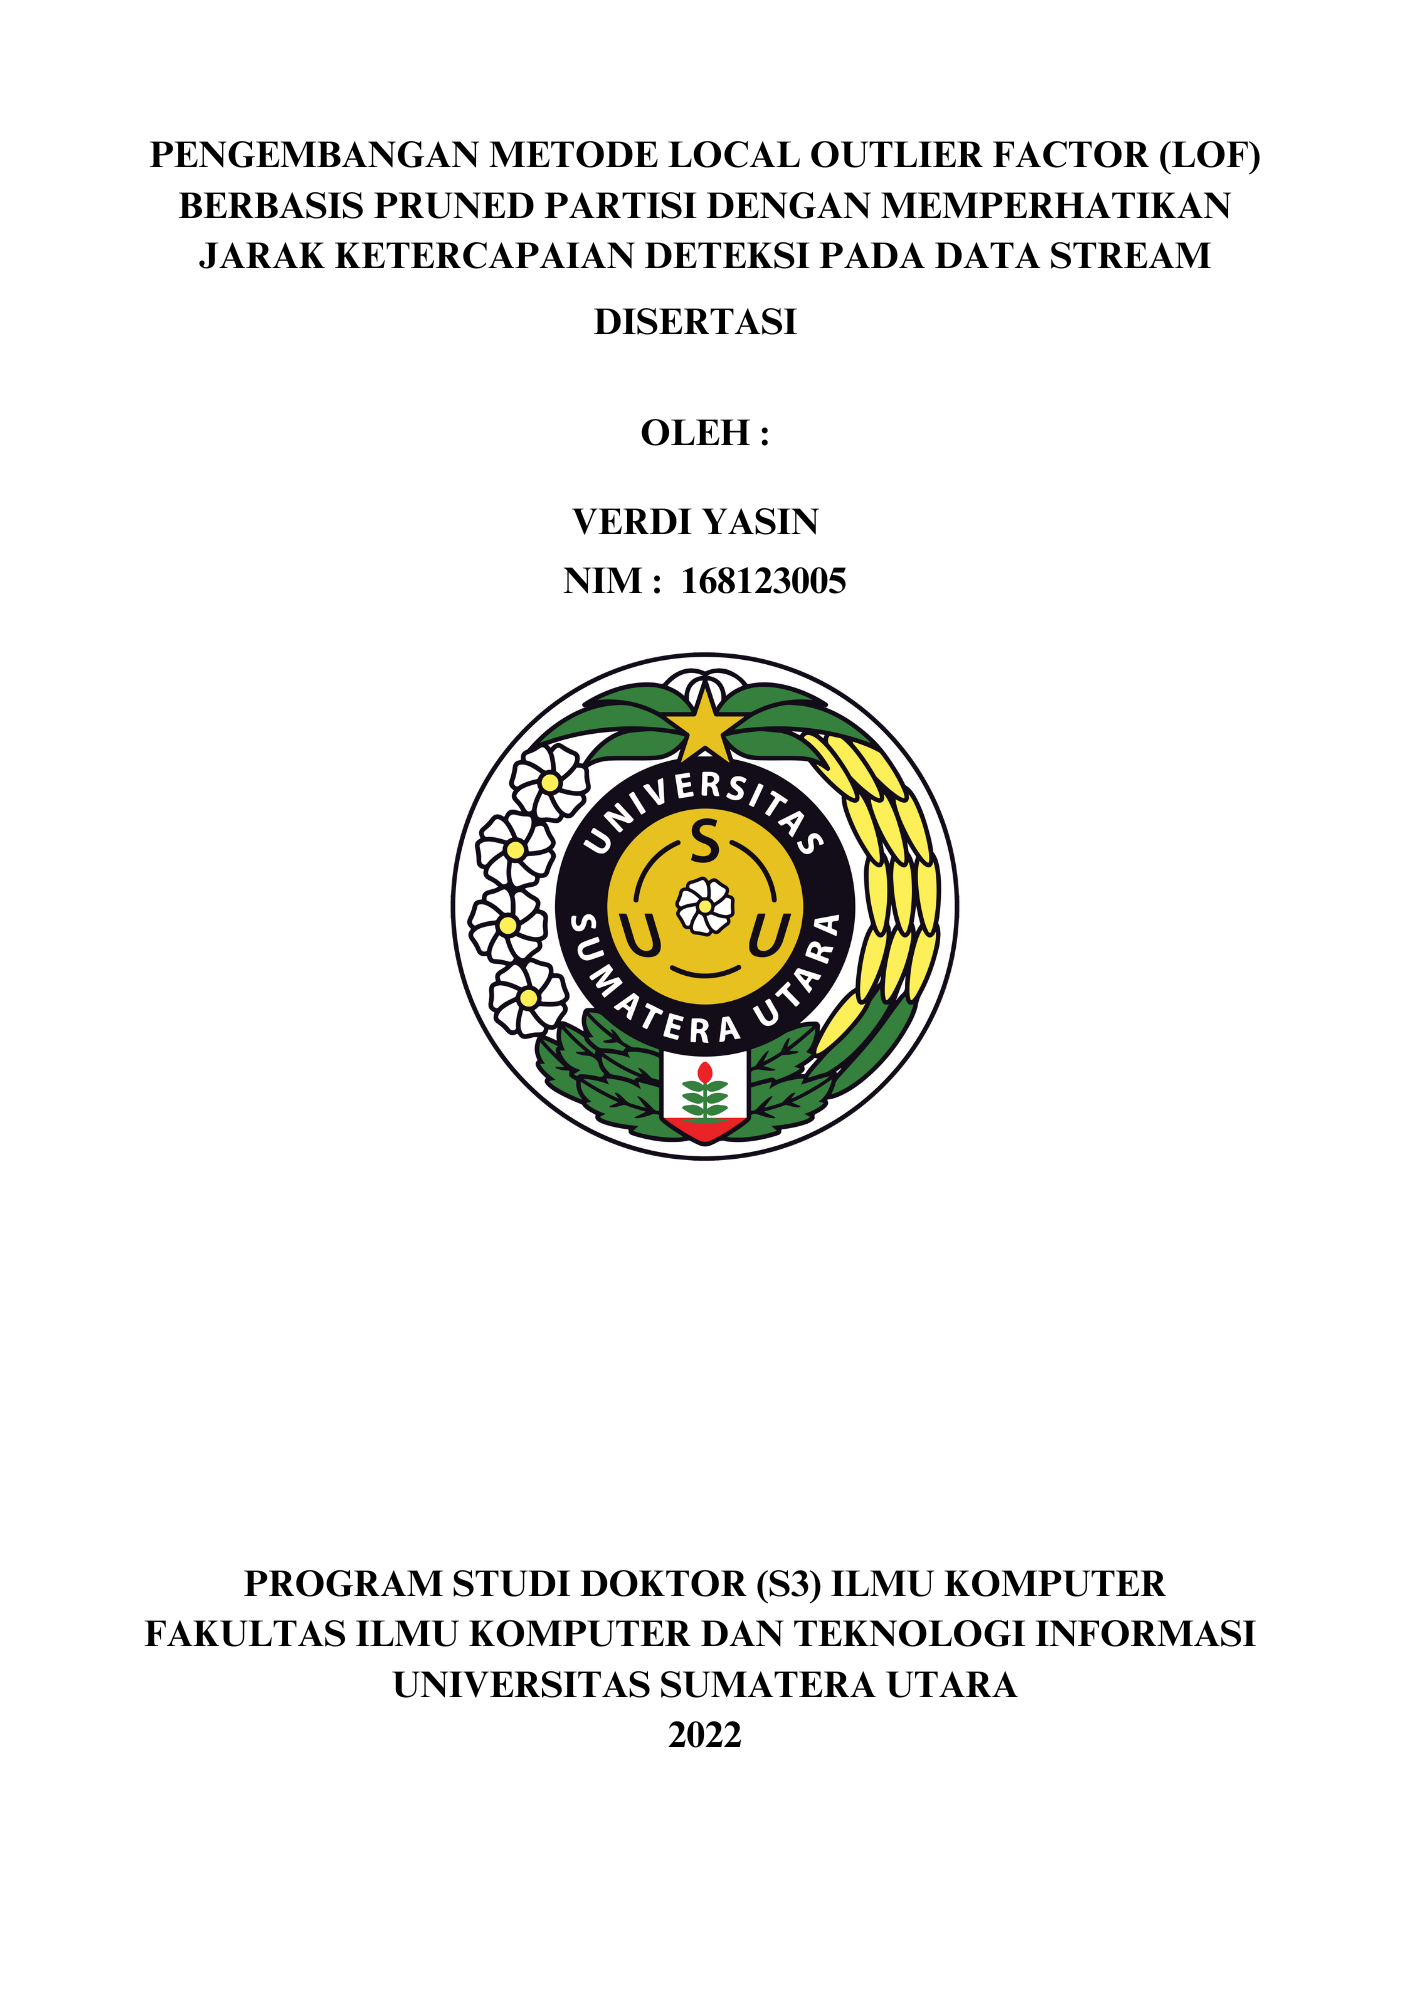 PENGEMBANGAN METODE LOCAL OUTLIER FACTOR (LOF)
BERBASIS PRUNED PARTISI DENGAN MEMPERHATIKAN
JARAK KETERCAPAIAN DETEKSI PADA DATA STREAM
DISERTASI
OLEH :
VERDI YASIN
NIM : 168123005
UNIVERSITAS
S
U U
SUMATERA UTARA
PROGRAM STUDI DOKTOR (S3) ILMU KOMPUTER
FAKULTAS ILMU KOMPUTER DAN TEKNOLOGI INFORMASI
UNIVERSITAS SUMATERA UTARA
2022